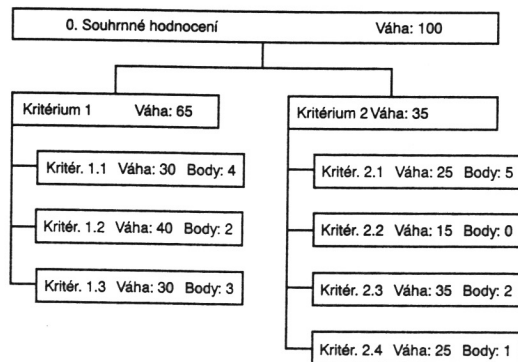 0. Souhrnné hodnocení Váha: 100
Kritérium 1 Váha: 65
Kritér. 1.1 Váha: 30 Body: 4
Kritér. 1.2 Váha: 40 Body: 2
Kritér. 1.3 Váha: 30 Body: 3
Kritérium 2 Váha: 35
Kritér. 2.1 Váha: 25 Body: 5
Kritér. 2.2 Váha: 15 Body: 0
Kritér. 2.3 Váha: 35 Body: 2
Kritér. 2.4 Váha: 25 Body: 1